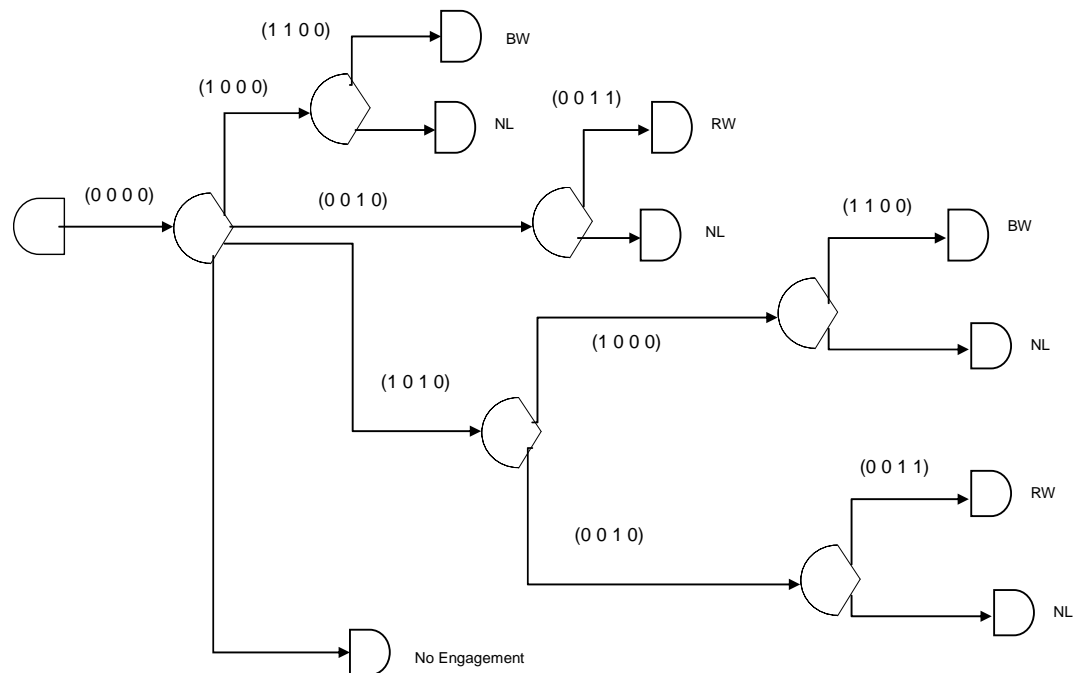 (1 1 0 0)
BW
(1 0 0 0)
NL
(0 0 1 1)
RW
(0 0 0 0)
(0 0 1 0)
NL
(1 1 0 0)
BW
(1 0 0 0)
NL
(1 0 1 0)
(0 0 1 1)
RW
(0 0 1 0)
NL
No Engagement